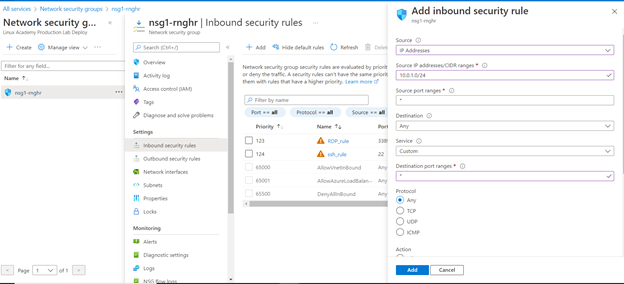 All services > Network security groups > nsg1-rnghr
Network security g...
Linux Academy Production Lab Deploy
Create
Manage view
Filter for any field...
Name
nsg1-rnghr
Page
1
of 1
nsg1-rnghr | Inbound security rules
Network security group
Search (Ctrl+/)
Overview
Activity log
Access control (IAM)
Tags
Diagnose and solve problems
Settings
Inbound security rules
Outbound security rules
Network interfaces
Subnets
Properties
Locks
Monitoring
Alerts
Diagnostic settings
Logs
NSG flow logs
Add
Hide default rules
Refresh
Delete
Network security group security rules are evaluated by priority
or deny the traffic. A security rules can't have the same priority
them with rules that have a higher priority. Learn more
Filter by name
Port == all
Protocol == all
Source == all
Priority
Name
Port
123
RDP_rule
338
124
ssh_rule
22
65000
AllowVnetInBound
65001
AllowAzureLoadBalan...
65500
DenyAllInBound
Add inbound security rule
nsg1-rnghr
Source
IP Addresses
Source IP addresses/CIDR ranges *
10.0.1.0/24
Source port ranges *
*
Destination
Any
Service
Custom
Destination port ranges *
*
Protocol
Any
TCP
UDP
ICMP
Action
Add
Cancel